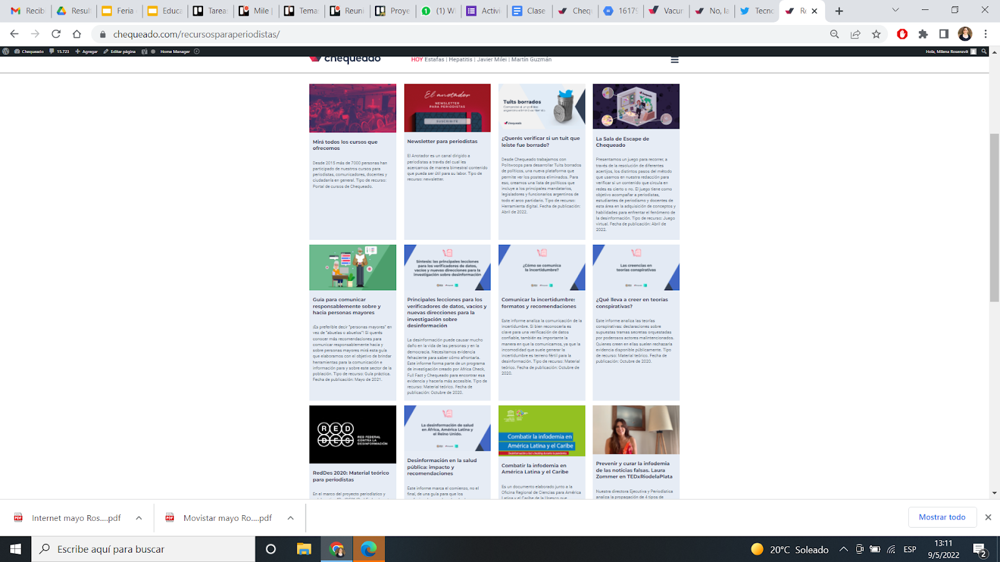 Recib
Result
Feria
Educa
Tarea
Mile
Tema
Reuni
Proye
(1) W
Activi
Clase
Cheq
16179
Vacur
No, la
Tecno
chequeado.com/recursosparaperiodistas/
Chequeado
15.723
Agregar
Editar página
Home Manager
Hola, Milena Rosenzvit
chequeado
HOY Estafas | Hepatitis | Javier Milei | Martín Guzmán
Mirá todos los cursos que
ofrecemos
Desde 2015 más de 7000 personas han
participado de nuestros cursos para
periodistas, comunicadores, docentes y
ciudadanía en general. Tipo de recurso:
Portal de cursos de Chequeado.
El anotador
NEWSLETTER
PARA PERIODISTAS
SUSCRIBITE
Newsletter para periodistas
El Anotador es un canal dirigido a
periodistas a través del cual les
acercamos de manera bimestral contenido
que pueda ser útil para su labor. Tipo de
recurso: newsletter.
Tuits borrados
chequeado
¿Querés verificar si un tuit que
leíste fue borrado?
Desde Chequeado trabajamos con
Politwoops para desarrollar Tuits borrados
de políticos, una nueva plataforma que
permite ver los posteos eliminados. Para
eso, creamos una lista de políticos que
incluye a los principales mandatarios,
legisladores y funcionarios argentinos de
todo el arco partidario. Tipo de recurso:
Herramienta digital. Fecha de publicación:
Abril de 2022.
La Sala de Escape de
Chequeado
Presentamos un juego para recorrer, a
través de la resolución de diferentes
acertijos, los distintos pasos del método
que usamos en nuestra redacción para
verificar si un contenido que circula en
redes es cierto o no. El juego tiene como
objetivo acompañar a periodistas,
estudiantes de periodismo y docentes de
esta área en la adquisición de conceptos y
habilidades para enfrentar el fenómeno de
la desinformación. Tipo de recurso: Juego
virtual. Fecha de publicación: Abril de
2022.
Guía para comunicar
responsablemente sobre y
hacia personas mayores
¡Es preferible decir "personas mayores" en
vez de "abuelas o abuelos"! Si querés
conocer más recomendaciones para
comunicar responsablemente hacia y
sobre personas mayores mirá esta guía
que elaboramos con el objetivo de brindar
herramientas para la comunicación e
información para y sobre este sector de la
población. Tipo de recurso: Guía práctica.
Fecha de publicación: Mayo de 2021.
Síntesis: las principales lecciones
para los verificadores de datos,
vacíos y nuevas direcciones para la
investigación sobre desinformación
Principales lecciones para los
verificadores de datos, vacíos y
nuevas direcciones para la
investigación sobre
desinformación
La desinformación puede causar mucho
daño en la vida de las personas y en la
democracia. Necesitamos evidencia
fehaciente para saber cómo afrontarla.
Este informe forma parte de un programa
de investigación creado por Africa Check,
Full Fact y Chequeado para encontrar esa
evidencia y hacerla más accesible. Tipo de
recurso: Material teórico. Fecha de
publicación: Octubre de 2020.
¿Cómo se comunica
la incertidumbre?
Comunicar la incertidumbre:
formatos y recomendaciones
Este informe analiza la comunicación de la
incertidumbre. Si bien reconocerla es
clave para una verificación de datos
confiable, también es importante la
manera en que la comunicamos, ya que la
incomodidad que suele generar la
incertidumbre es terreno fértil para la
desinformación. Tipo de recurso: Material
teórico. Fecha de publicación: Octubre de
2020.
Las creencias en
teorías conspirativas
¿Qué lleva a creer en teorías
conspirativas?
Este informe analiza las teorías
conspirativas: declaraciones sobre
supuestas tramas secretas orquestadas
por poderosos actores malintencionados.
Quienes creen en ellas suelen rechazarla
evidencia disponible públicamente. Tipo
de recurso: Material teórico. Fecha de
publicación: Octubre de 2020.
RED
DES
RED FEDERAL
CONTRA LA
DESINFORMACIÓN
RedDes 2020: Material teórico
para periodistas
En el marco del proyecto periodístico y
La desinformación de salud
en África, América Latina y
el Reino Unido.
Desinformación en la salud
pública: impacto y
recomendaciones
Este informe marca el comienzo, no el
final, de una guía para que los
Combatir la infodemia en
América Latina y el Caribe
Combatir la infodemia en
América Latina y el Caribe
Es un documento elaborado junto a la
Oficina Regional de Ciencias para América
Latina y el Caribe de la Unesco que
Prevenir y curar la infodemia
de las noticias falsas. Laura
Zommer en TEDxRiodelaPlata
Nuestra directora Ejecutiva y Periodística
analiza la propagación de 4 tipos de
Internet mayo Ros....pdf
Movistar mayo Ro....pdf
Mostrar todo
Escribe aquí para buscar
20°C Soleado
ESP
13:11
9/5/2022
2